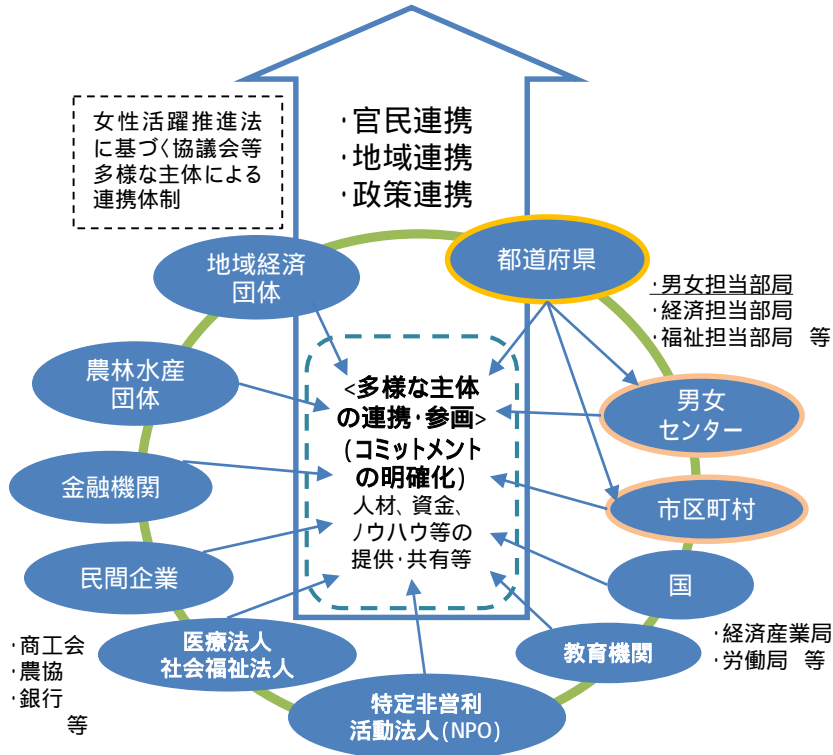 女性活躍推進法
に基づく協議会等
多様な主体による
連携体制
・官民連携
・地域連携
・政策連携
地域経済
団体
都道府県
・男女担当部局
・経済担当部局
・福祉担当部局 等
農林水産
団体
<多様な主体
の連携・参画>
(コミットメント
の明確化)
人材、資金、
ノウハウ等の
提供・共有等
男女
センター
金融機関
市区町村
民間企業
国
・商工会
・農協
・銀行
等
医療法人
社会福祉法人
教育機関
・経済産業局
・労働局 等
特定非営利
活動法人(NPO)